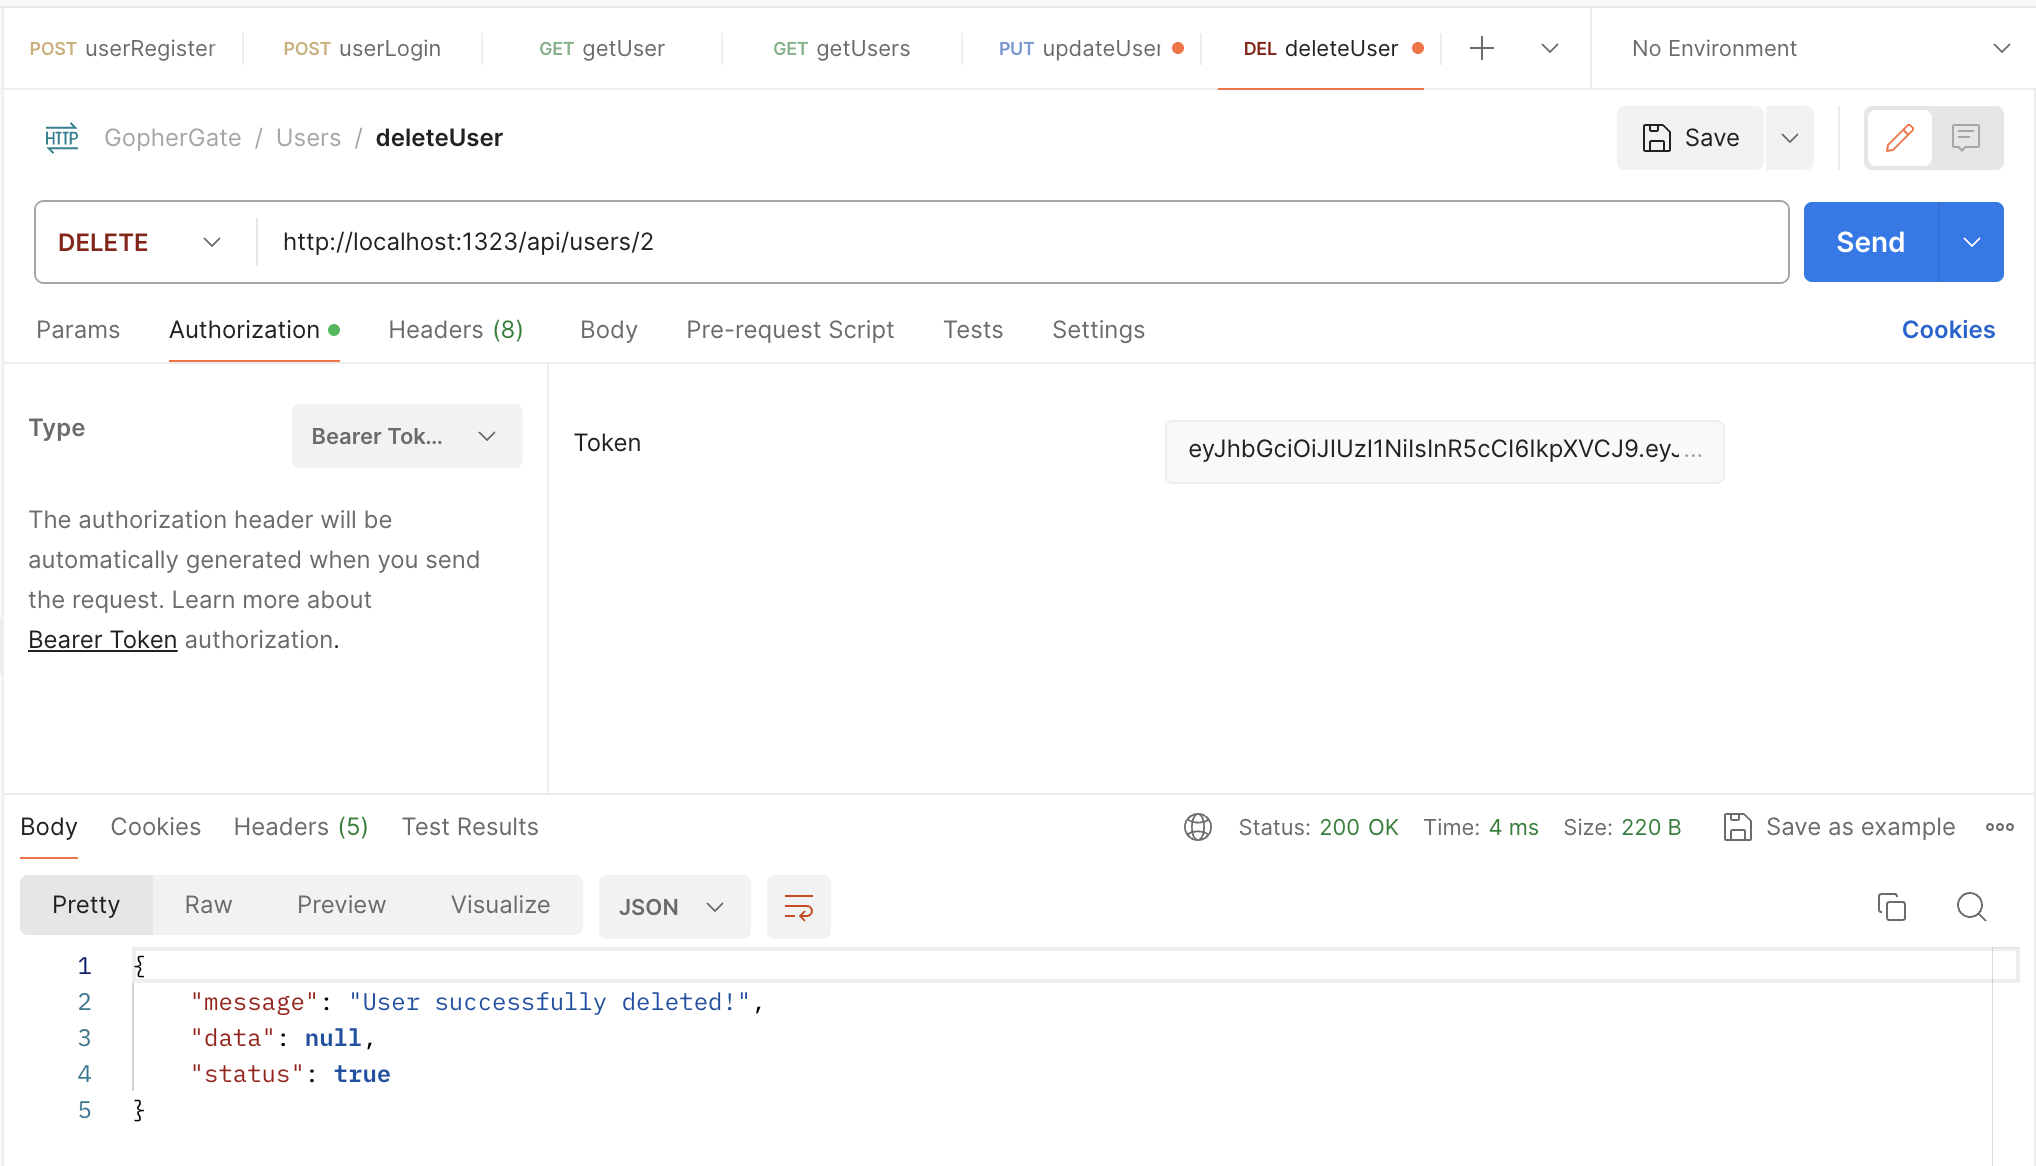 POST userRegister
POST userLogin
GET getUser
GET getUsers
PUT updateUser
DEL deleteUser
No Environment
HTTP GopherGate / Users / deleteUser
Save
DELETE
http://localhost:1323/api/users/2
Send
Params Authorization Headers (8) Body Pre-request Script Tests Settings
Cookies
Type
Bearer Tok...
The authorization header will be
automatically generated when you send
the request. Learn more about
Bearer Token authorization.
Token
eyJhbGciOiJIUzI1NiIsInR5cCI6IkpXVCJ9.eyJ...
Body Cookies Headers (5) Test Results
Status: 200 OK Time: 4 ms Size: 220 B
Save as example
Pretty Raw Preview Visualize
JSON
1 {
2 "message": "User successfully deleted!",
3 "data": null,
4 "status": true
5 }